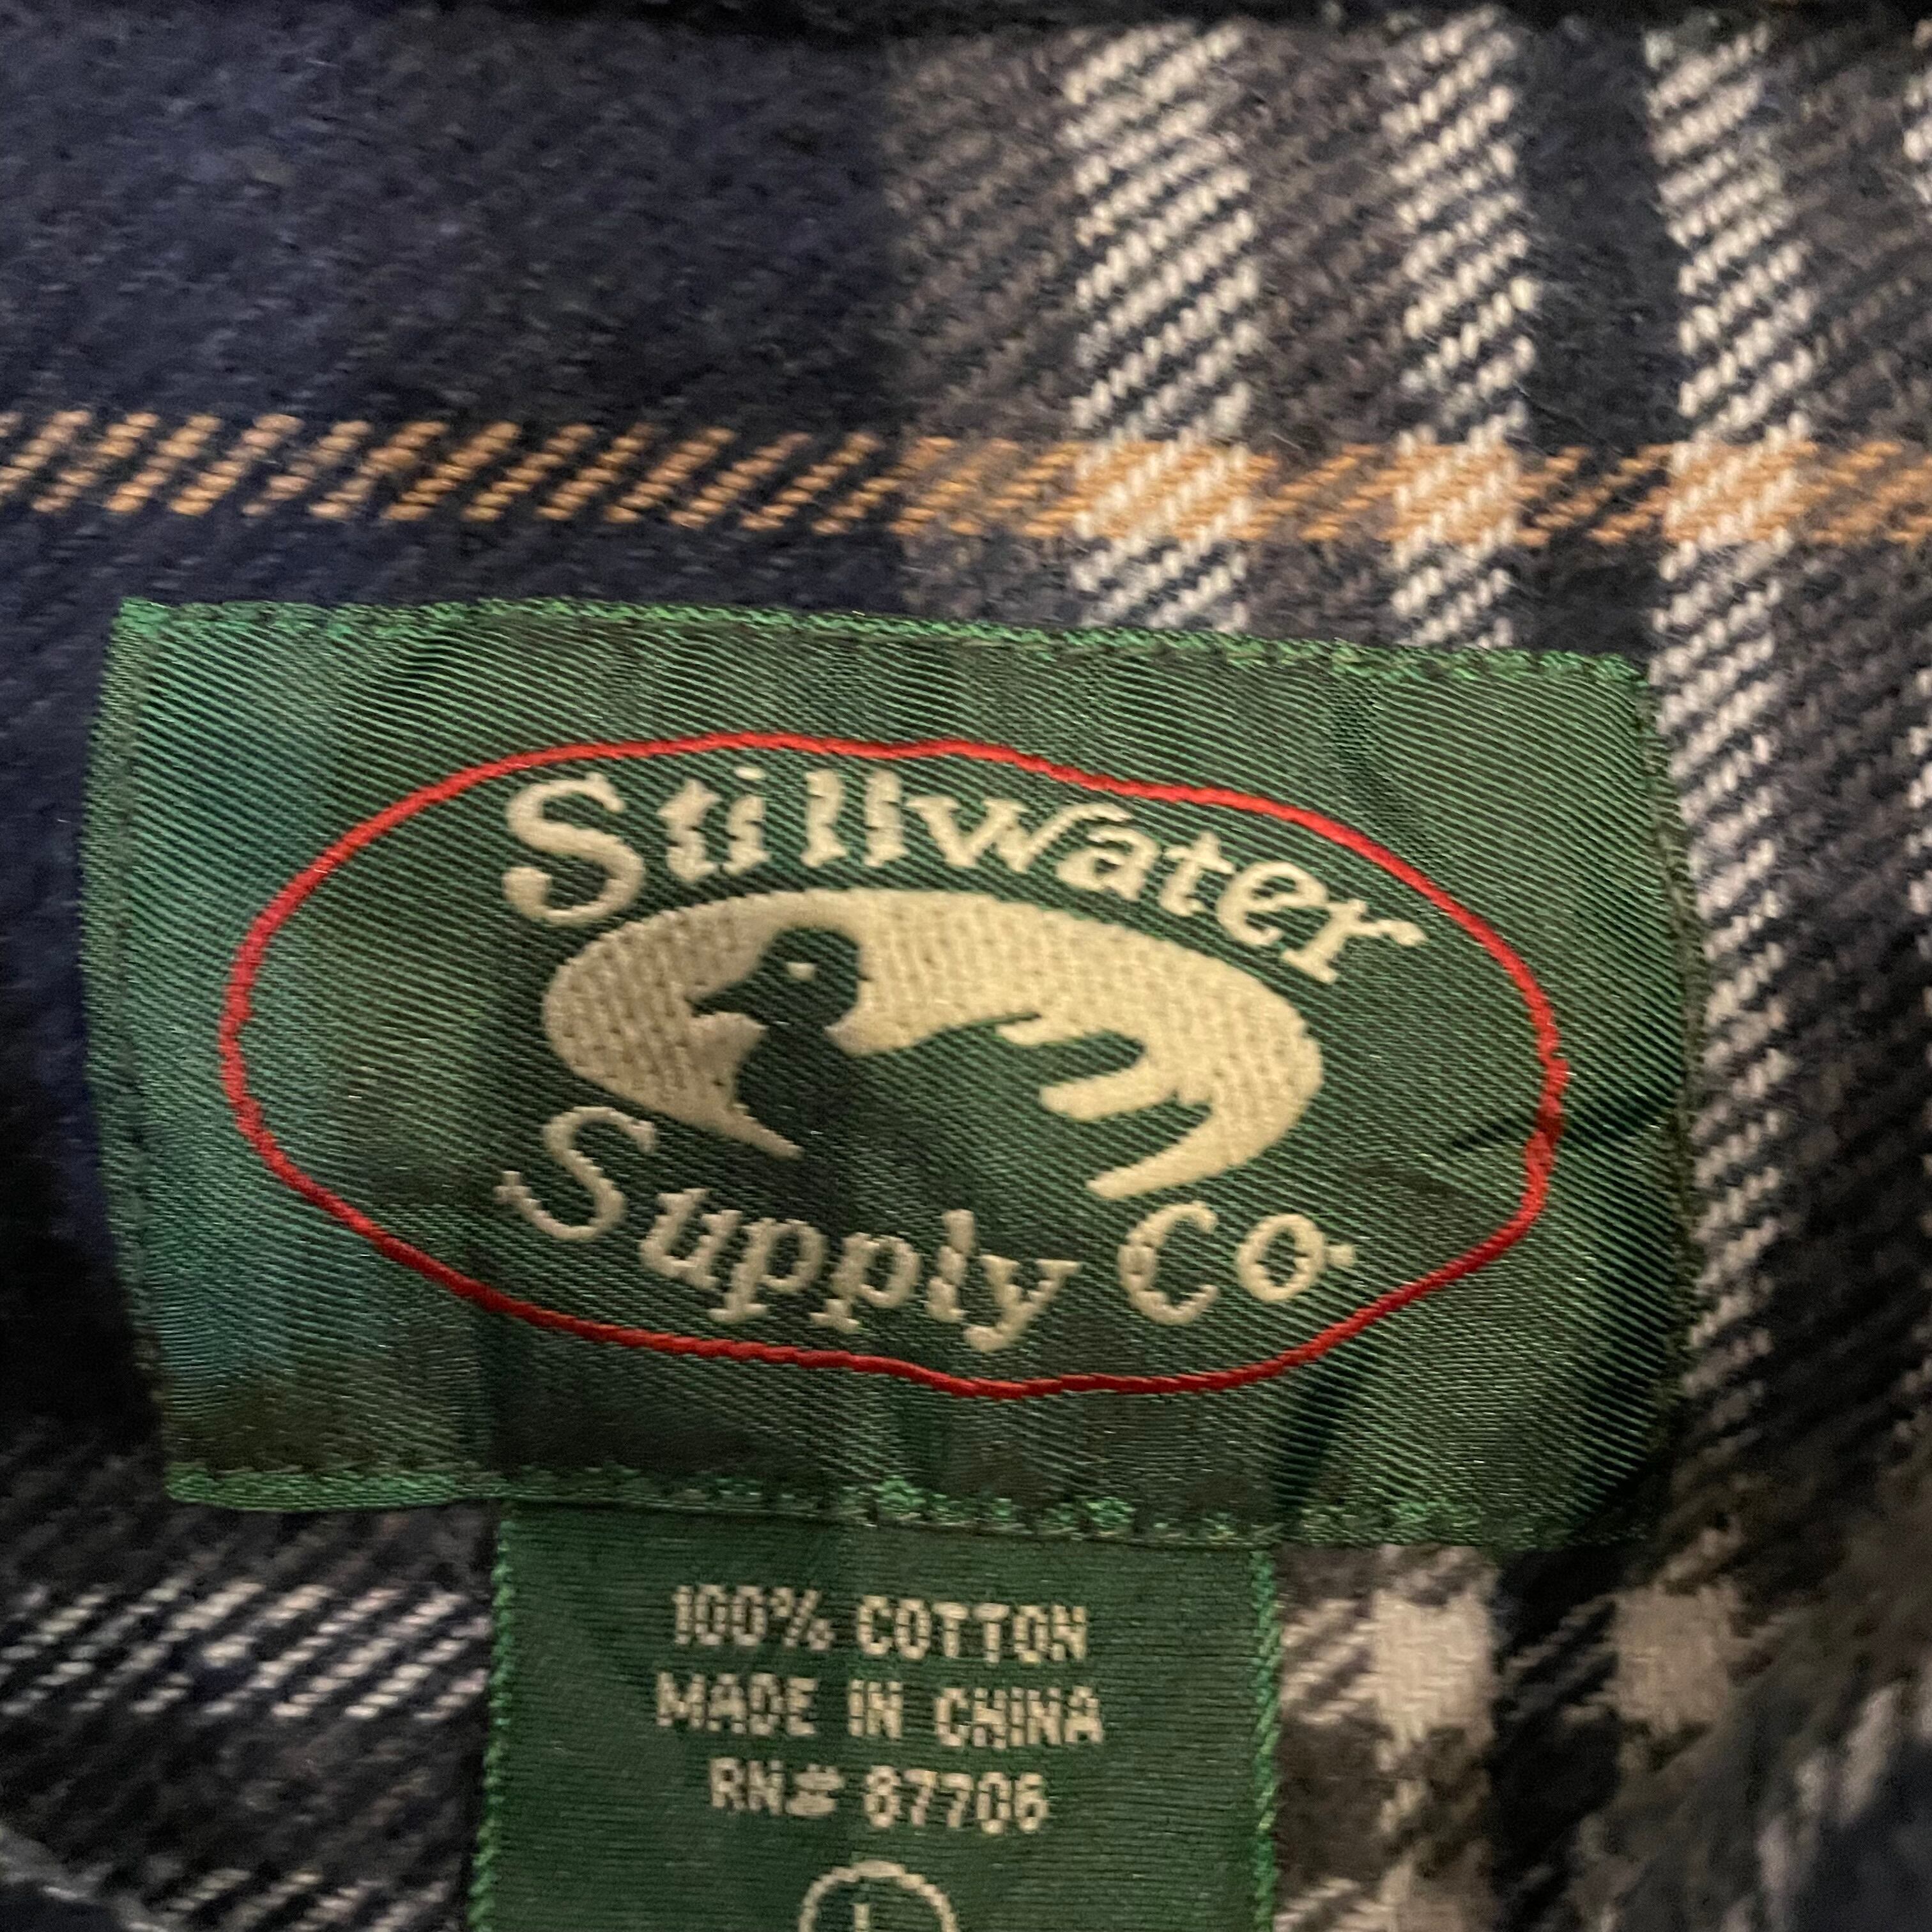 Stillwater
Supply Co.
100% COTTON
MADE IN CHINA
RN# 87706